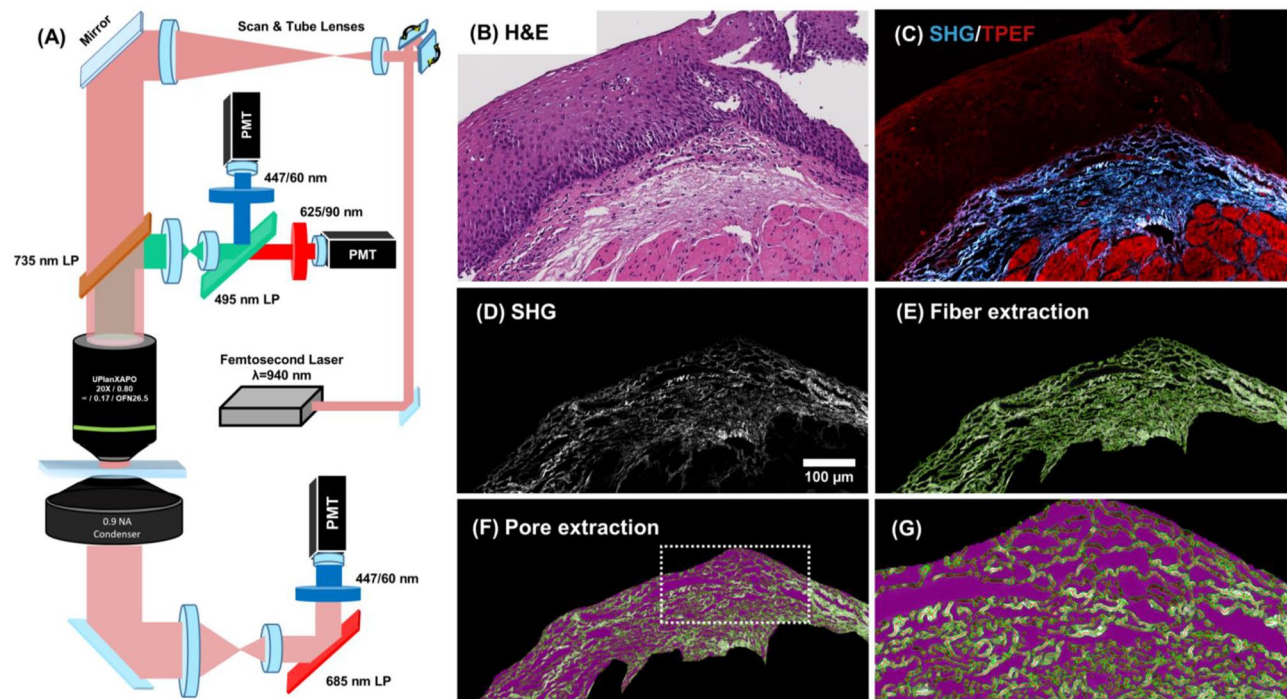 (A)
Mirror
Scan & Tube Lenses
PMT
447/60 nm
625/90 nm
PMT
735 nm LP
495 nm LP
Femtosecond Laser
λ=940 nm
UPlanXAPO
20X / 0.80
∞ / 0.17 / OFN26.5
0.9 NA
Condenser
PMT
447/60 nm
685 nm LP
(B) H&E
(C) SHG/TPEF
(D) SHG
100 µm
(E) Fiber extraction
(F) Pore extraction
(G)